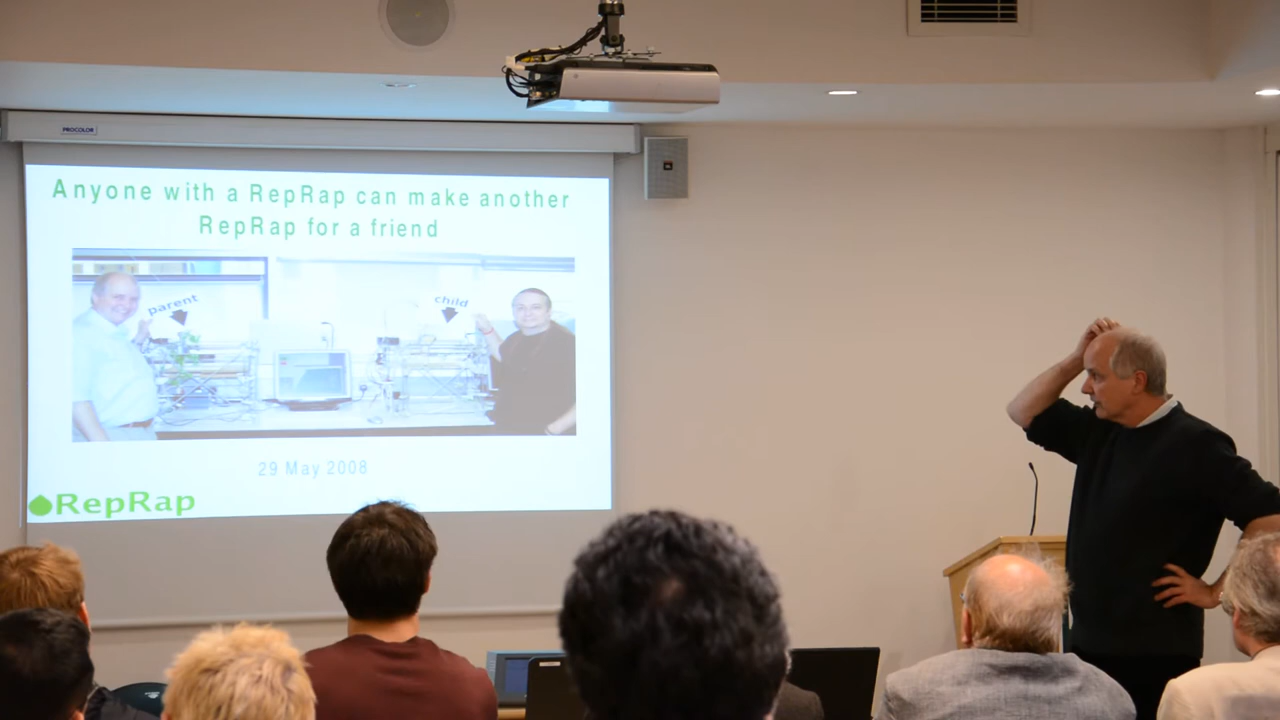 PROCOLOR
Anyone with a RepRap can make another
RepRap for a friend
parent
child
29 May 2008
RepRap